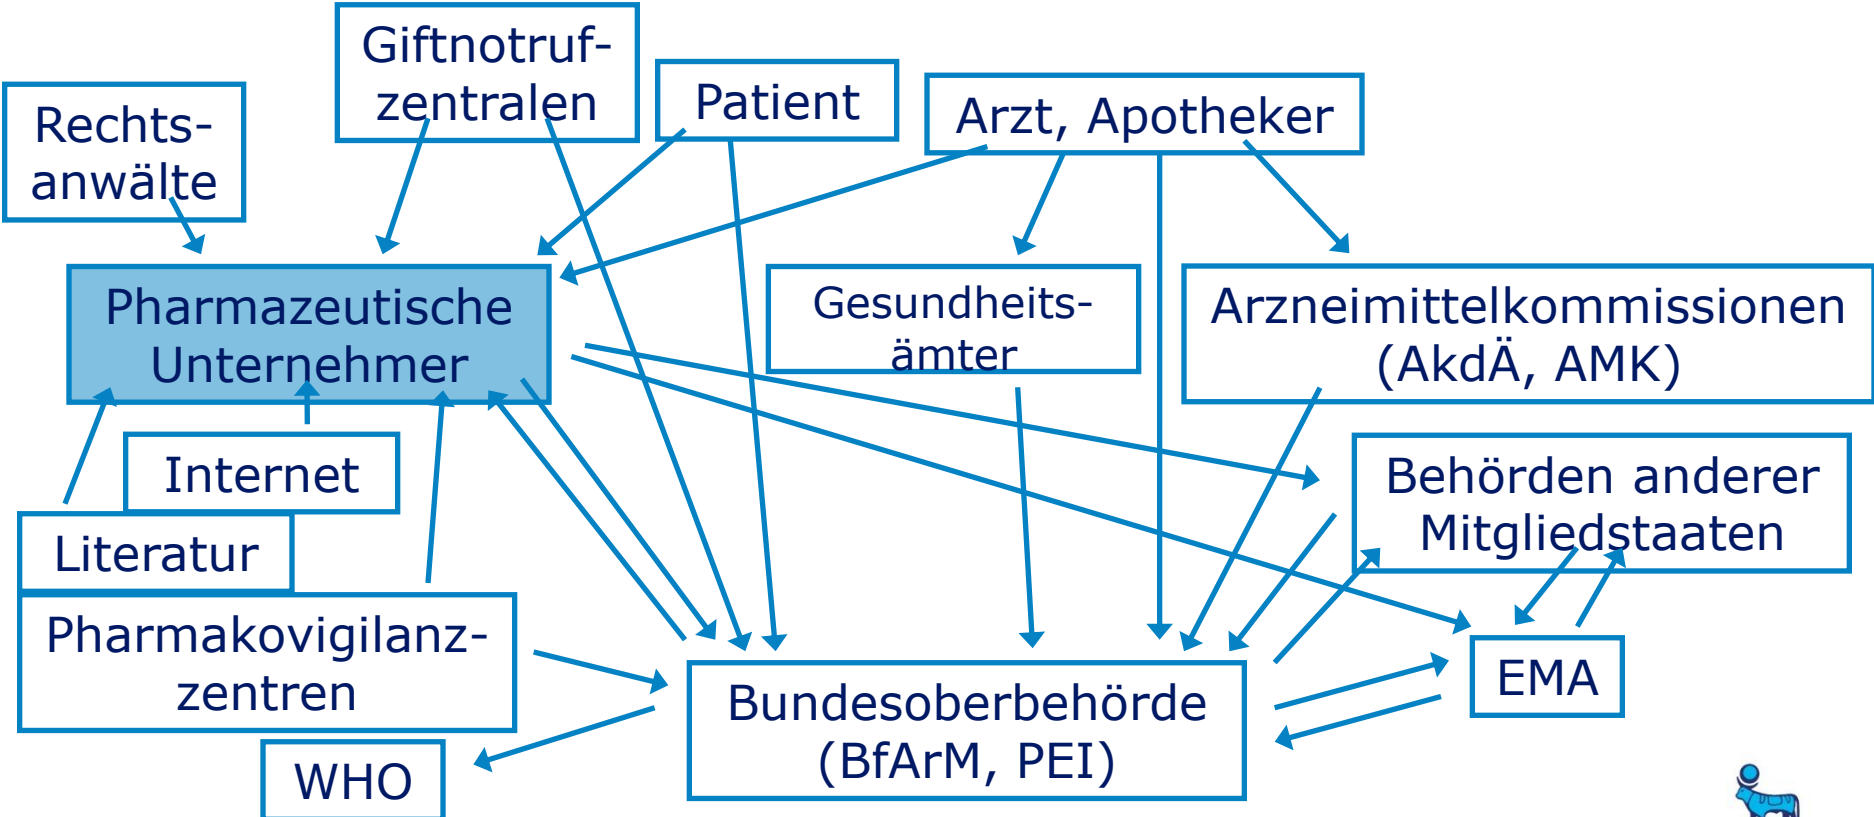 Giftnotruf-
zentralen
Patient
Arzt, Apotheker
Rechts-
anwälte
Pharmazeutische
Unternehmer
Gesundheits-
ämter
Arzneimittelkommissionen
(AkdÄ, AMK)
Internet
Behörden anderer
Mitgliedstaaten
Literatur
Pharmakovigilanz-
zentren
EMA
Bundesoberbehörde
(BfArM, PEI)
WHO